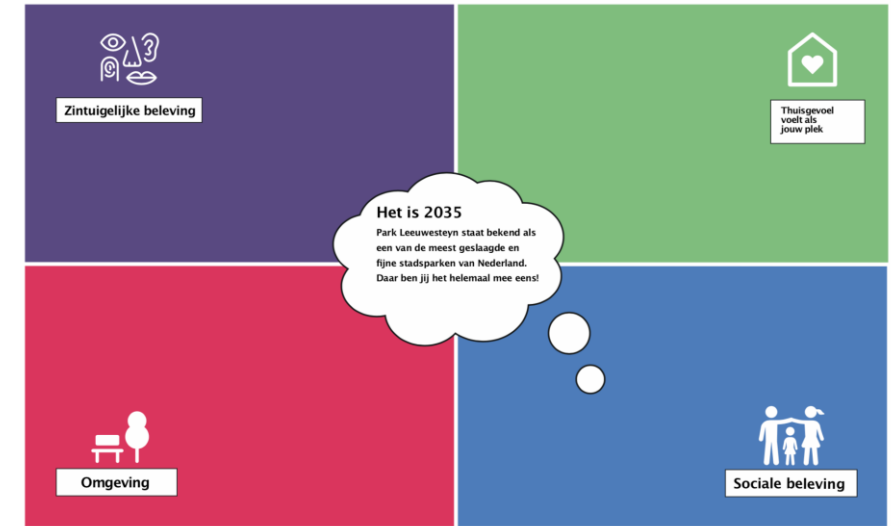 Zintuigelijke beleving
Thuisgevoel
voelt als
jouw plek
Het is 2035
Park Leeuwesteyn staat bekend als
een van de meest geslaagde en
fijne stadsparken van Nederland.
Daar ben jij het helemaal mee eens!
Omgeving
Sociale beleving